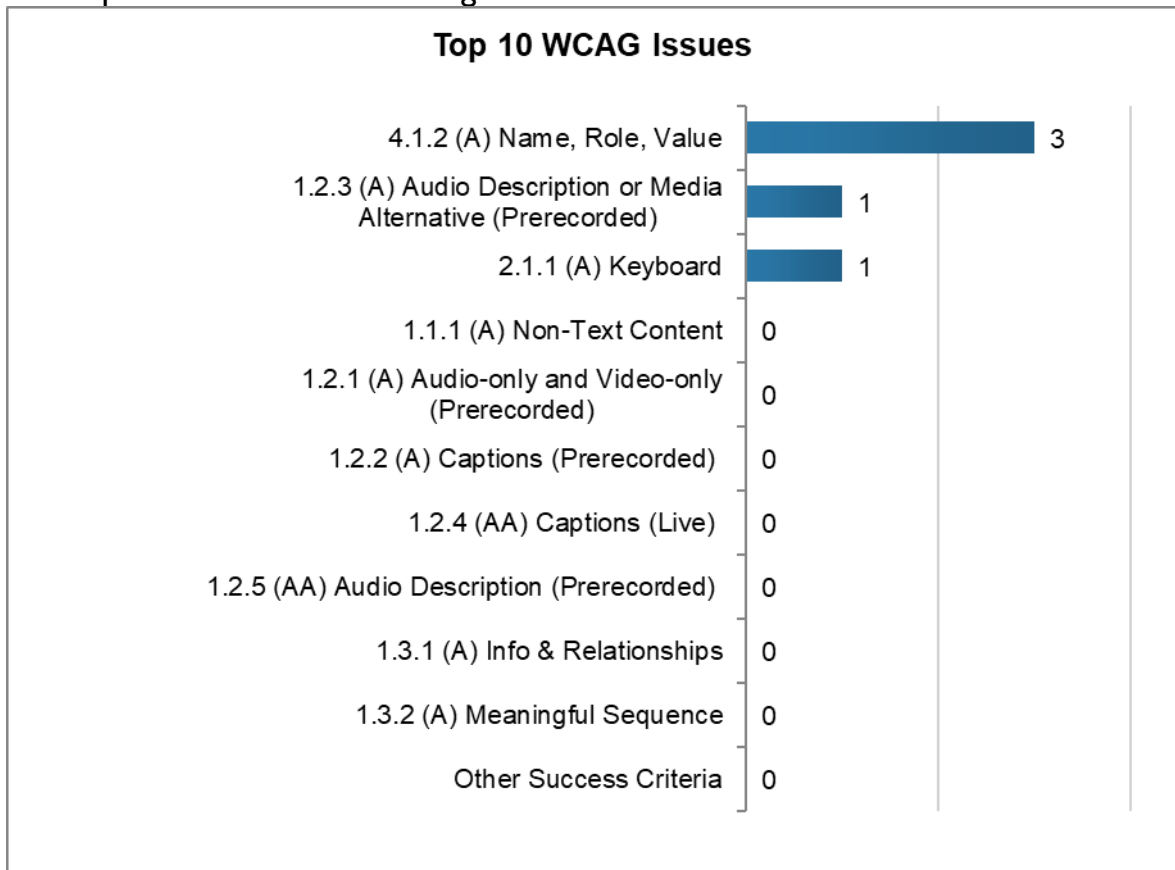 Top 10 WCAG Issues
4.1.2 (A) Name, Role, Value 3
1.2.3 (A) Audio Description or Media
Alternative (Prerecorded) 1
2.1.1 (A) Keyboard 1
1.1.1 (A) Non-Text Content 0
1.2.1 (A) Audio-only and Video-only
(Prerecorded) 0
1.2.2 (A) Captions (Prerecorded) 0
1.2.4 (AA) Captions (Live) 0
1.2.5 (AA) Audio Description (Prerecorded) 0
1.3.1 (A) Info & Relationships 0
1.3.2 (A) Meaningful Sequence 0
Other Success Criteria 0